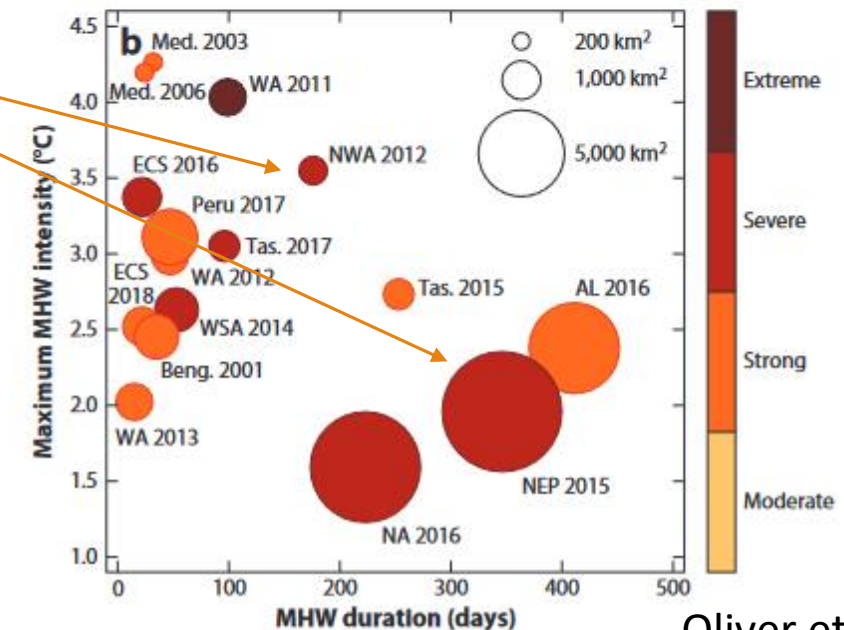 b
Med. 2003
Med. 2006
WA 2011
NWA 2012
ECS 2016
Peru 2017
Tas. 2017
ECS
2018
WA 2012
WSA 2014
Beng. 2001
WA 2013
Tas. 2015
AL 2016
NEP 2015
NA 2016
200 km²
1,000 km²
5,000 km²
4.5
4.0
3.5
3.0
2.5
2.0
1.5
1.0
Maximum MHW intensity (°C)
0 100 200 300 400 500
MHW duration (days)
Extreme
Severe
Strong
Moderate
Oliver et